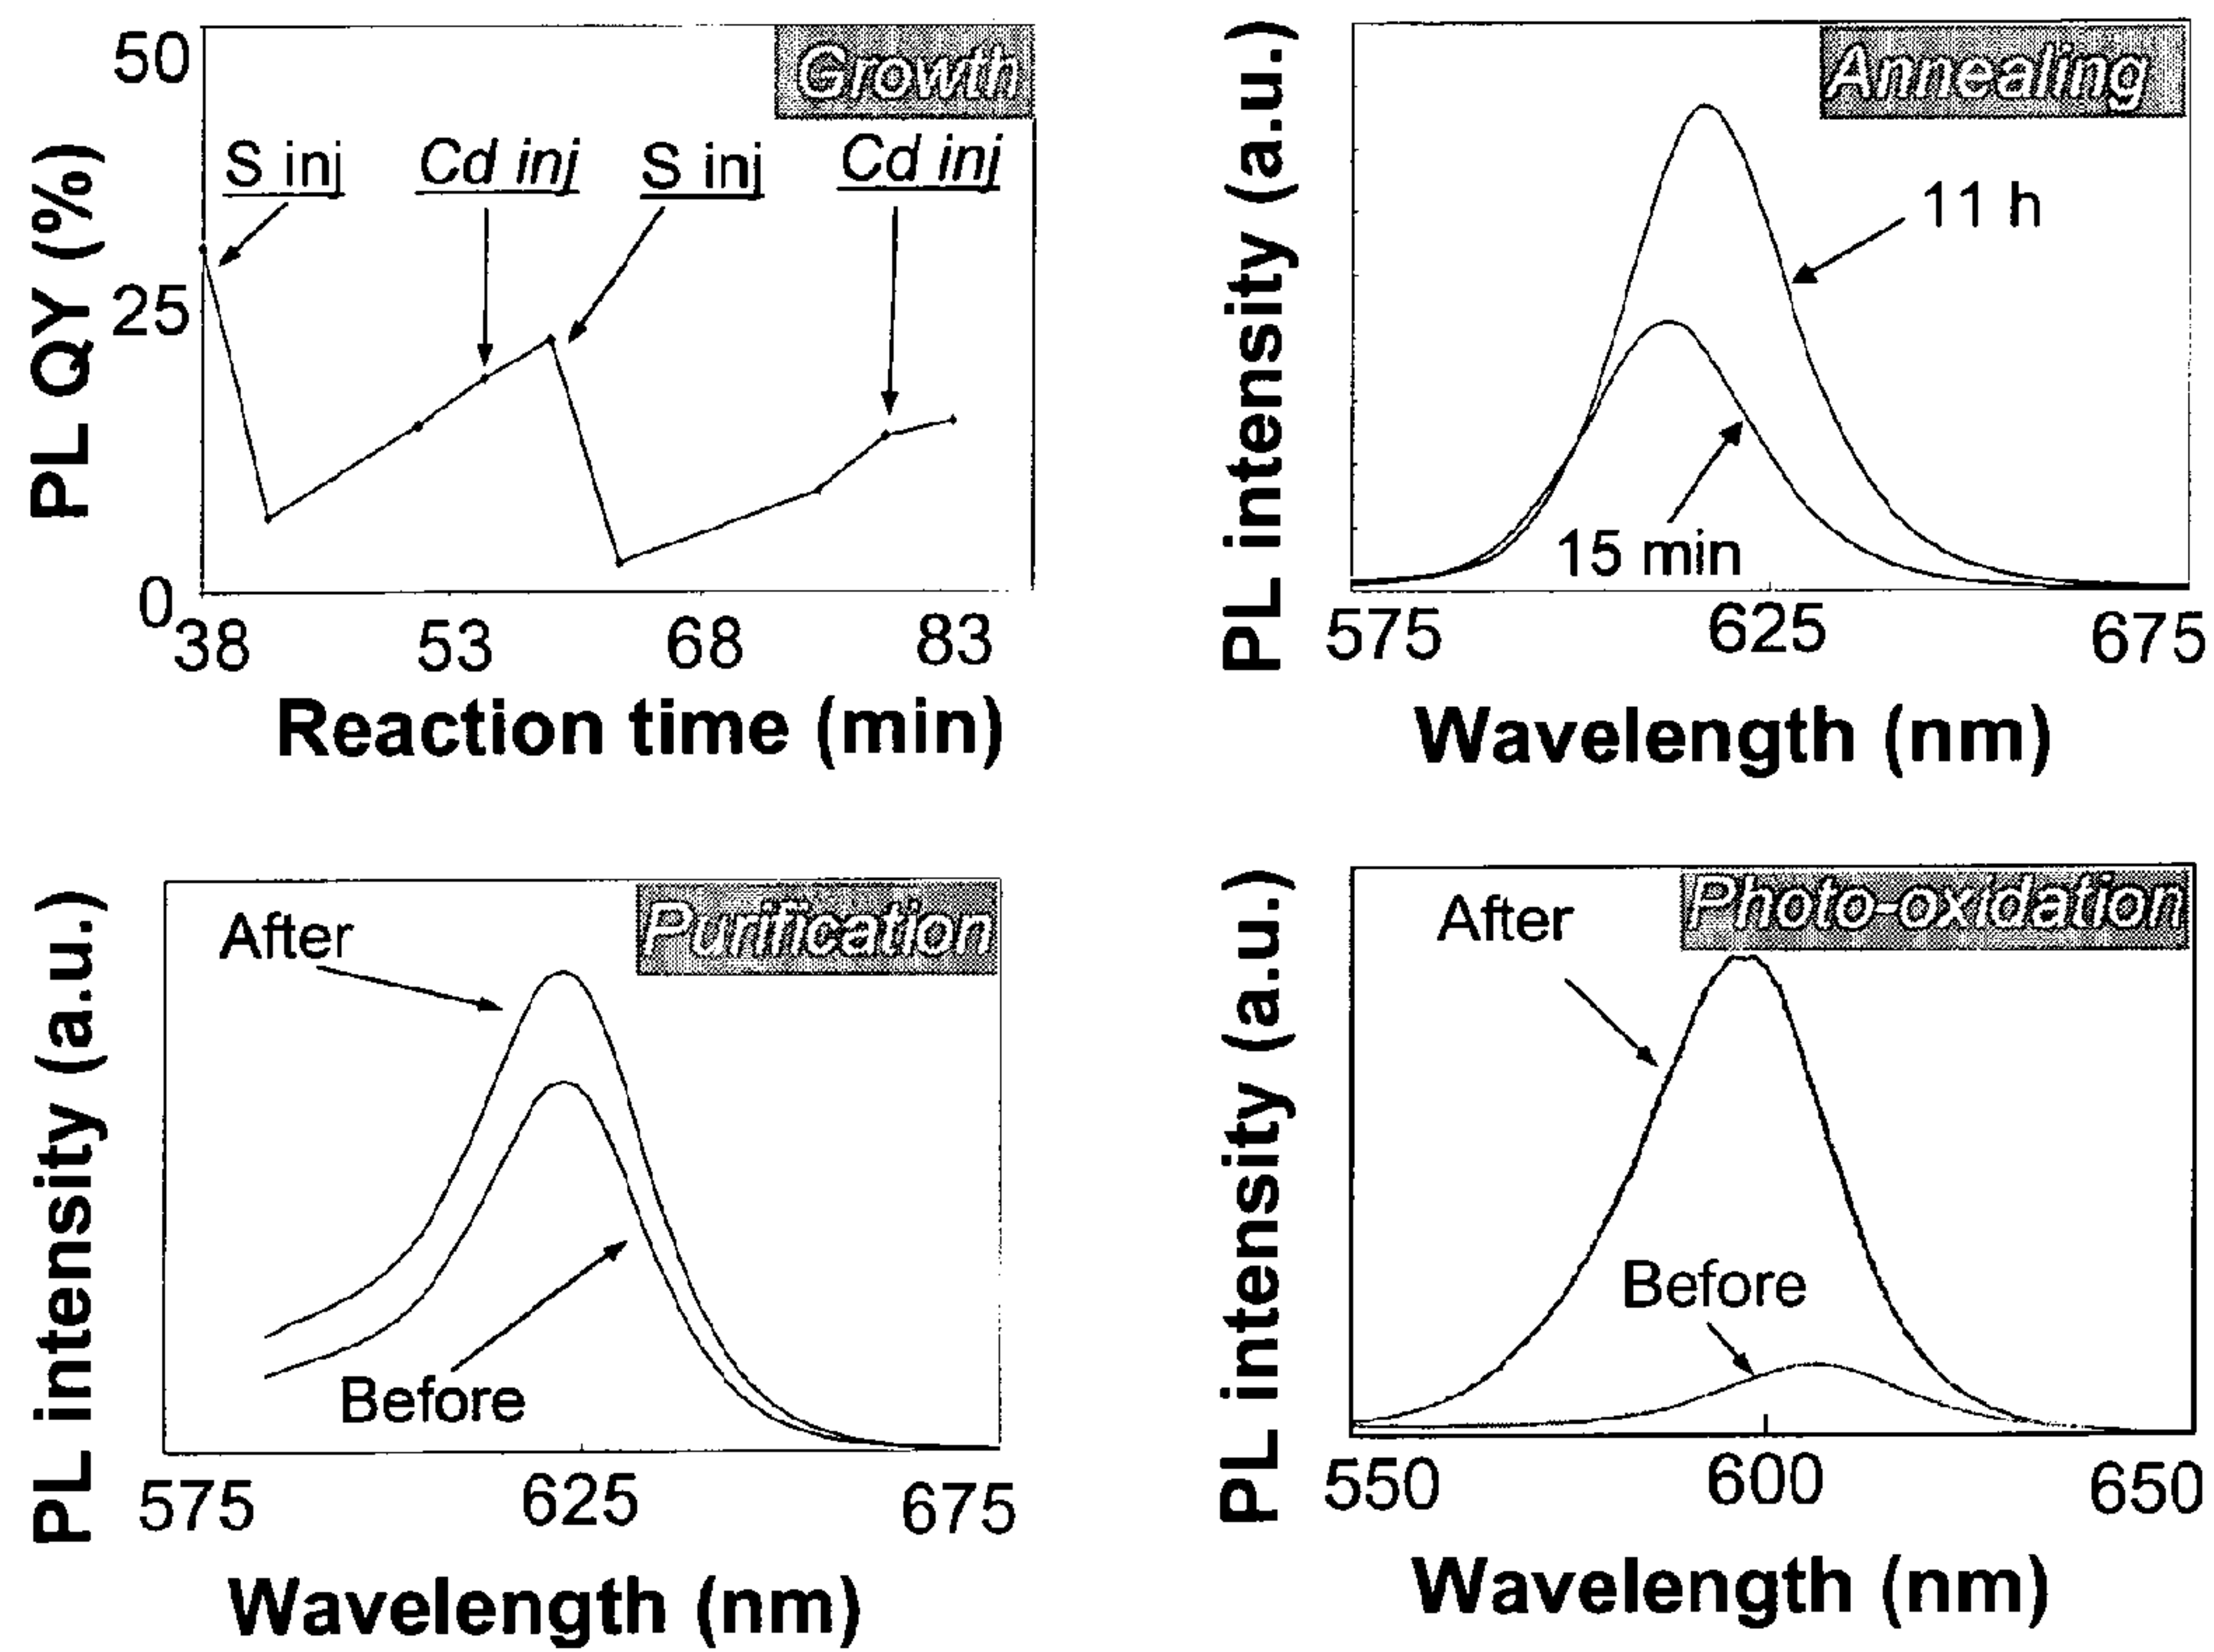 Growth
50
25
0
PL QY (%)
S inj
Cd inj
S inj
Cd inj
38 53 68 83
Reaction time (min)
Annealing
PL intensity (a.u.)
11 h
15 min
575 625 675
Wavelength (nm)
Purification
PL intensity (a.u.)
After
Before
575 625 675
Wavelength (nm)
Photo-oxidation
PL intensity (a.u.)
After
Before
550 600 650
Wavelength (nm)